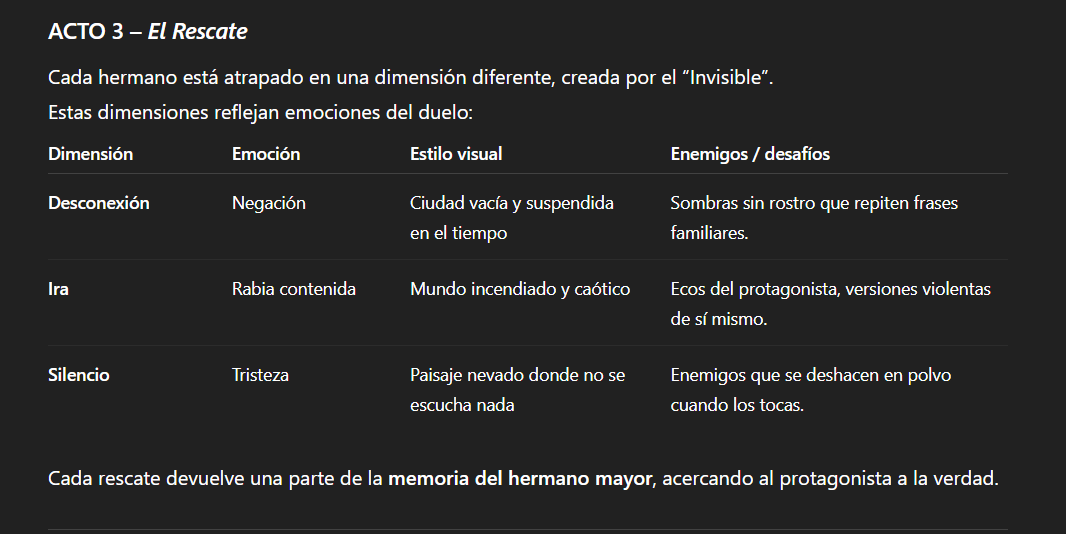 ACTO 3 – El Rescate
Cada hermano está atrapado en una dimensión diferente, creada por el “Invisible”.
Estas dimensiones reflejan emociones del duelo:
Dimensión Emoción Estilo visual Enemigos / desafíos
Desconexión Negación Ciudad vacía y suspendida Sombras sin rostro que repiten frases
en el tiempo familiares.
Ira Rabia contenida Mundo incendiado y caótico Ecos del protagonista, versiones violentas
de sí mismo.
Silencio Tristeza Paisaje nevado donde no se Enemigos que se deshacen en polvo
escucha nada cuando los tocas.
Cada rescate devuelve una parte de la memoria del hermano mayor, acercando al protagonista a la verdad.